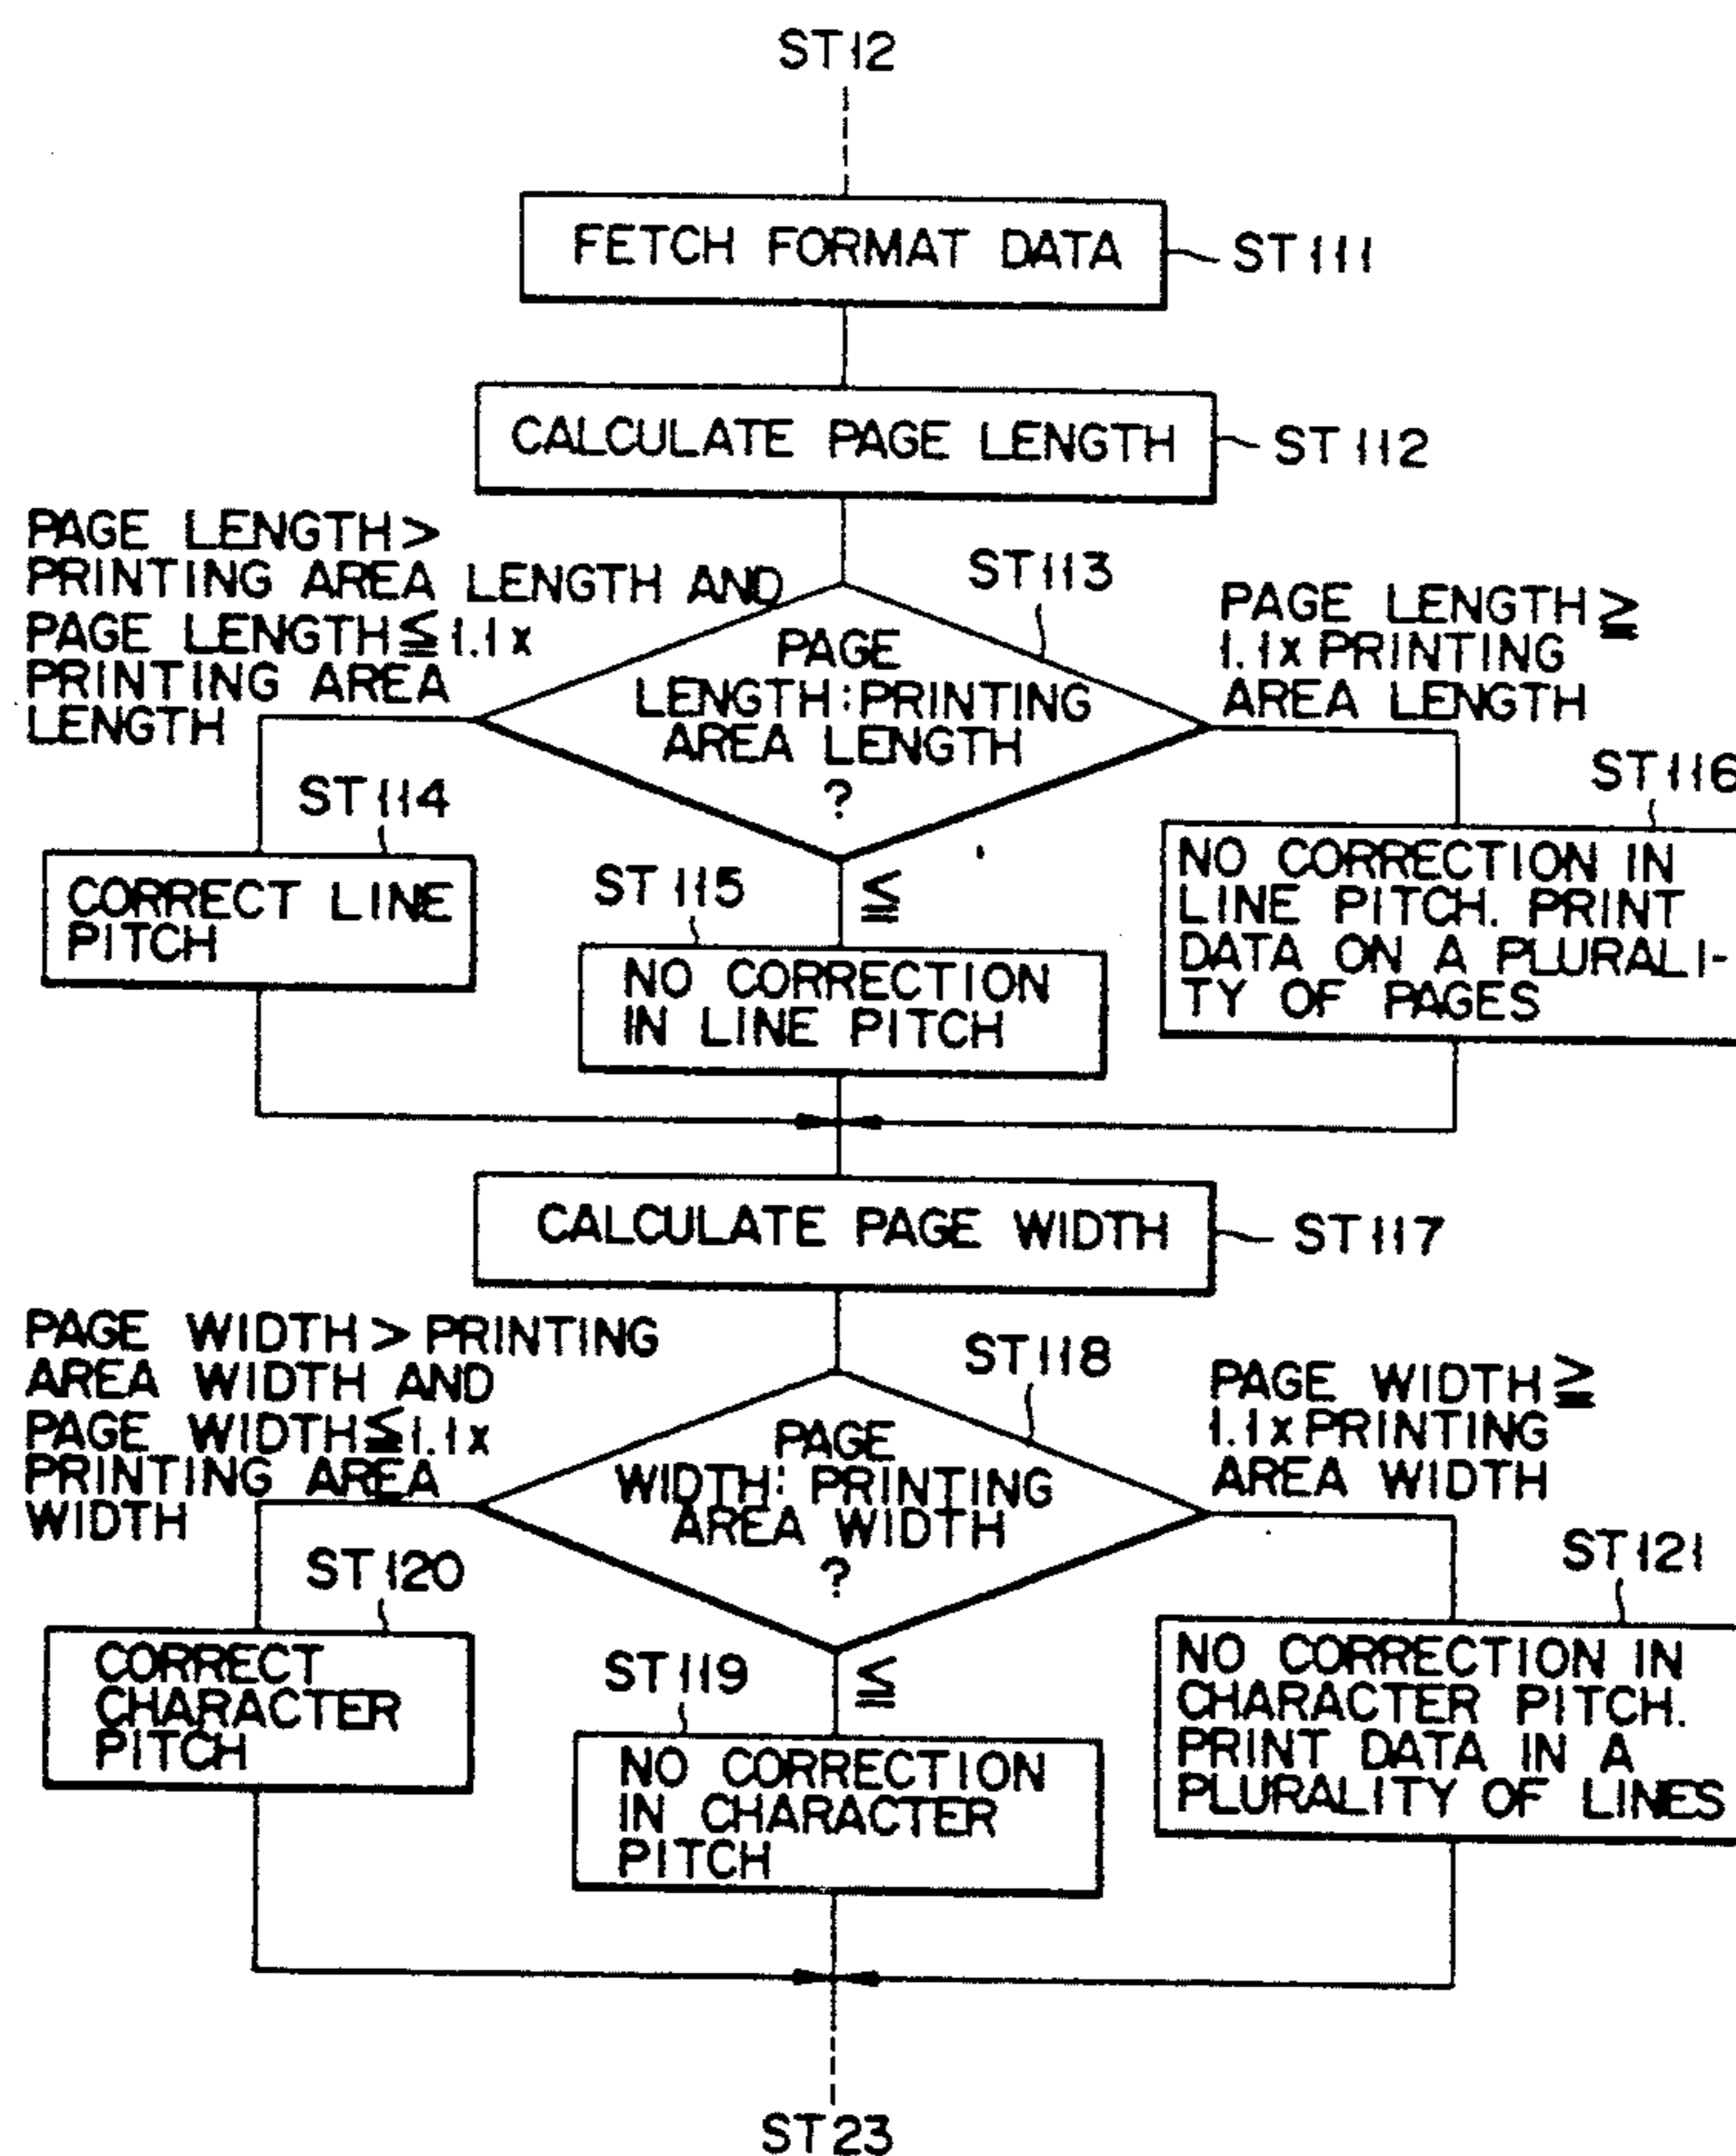 ST12
FETCH FORMAT DATA
ST111
CALCULATE PAGE LENGTH
ST112
PAGE LENGTH>
PRINTING AREA LENGTH AND
PAGE LENGTH≦1.1x
PRINTING AREA
LENGTH
ST113
PAGE
LENGTH:PRINTING
AREA LENGTH
?
PAGE LENGTH≧
1.1x PRINTING
AREA LENGTH
ST114
CORRECT LINE
PITCH
ST115
≦
NO CORRECTION
IN LINE PITCH
ST116
NO CORRECTION IN
LINE PITCH. PRINT
DATA ON A PLURALI-
TY OF PAGES
CALCULATE PAGE WIDTH
ST117
PAGE WIDTH>PRINTING
AREA WIDTH AND
PAGE WIDTH≦1.1x
PRINTING AREA
WIDTH
ST118
PAGE
WIDTH: PRINTING
AREA WIDTH
?
PAGE WIDTH≧
1.1x PRINTING
AREA WIDTH
ST120
CORRECT
CHARACTER
PITCH
ST119
≦
NO CORRECTION
IN CHARACTER
PITCH
ST121
NO CORRECTION IN
CHARACTER PITCH.
PRINT DATA IN A
PLURALITY OF LINES
ST23